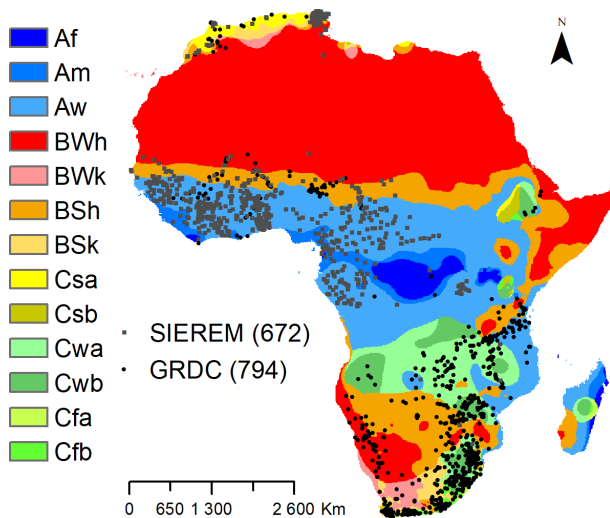 N
Af
Am
Aw
BWh
BWk
BSh
BSk
Csa
Csb
Cwa
Cwb
Cfa
Cfb
SIEREM (672)
GRDC (794)
0 650 1 300 2 600 Km